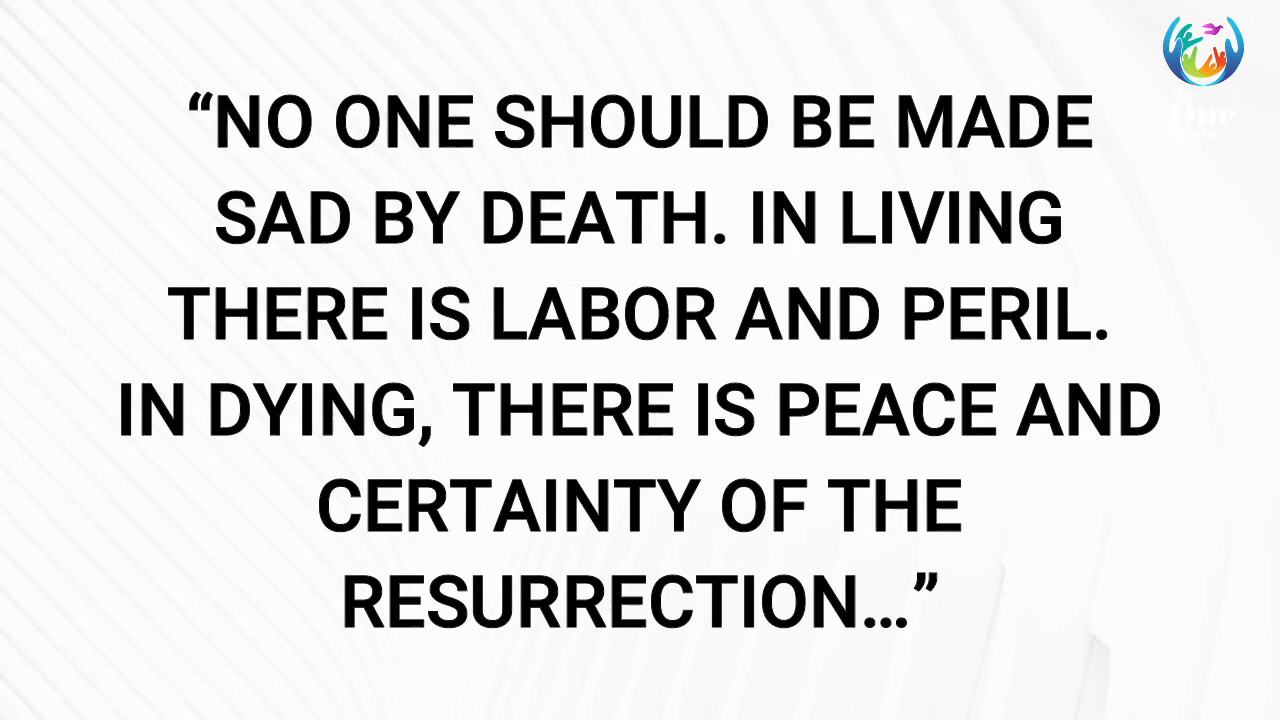 “NO ONE SHOULD BE MADE
SAD BY DEATH. IN LIVING
THERE IS LABOR AND PERIL.
IN DYING, THERE IS PEACE AND
CERTAINTY OF THE
RESURRECTION…”
One